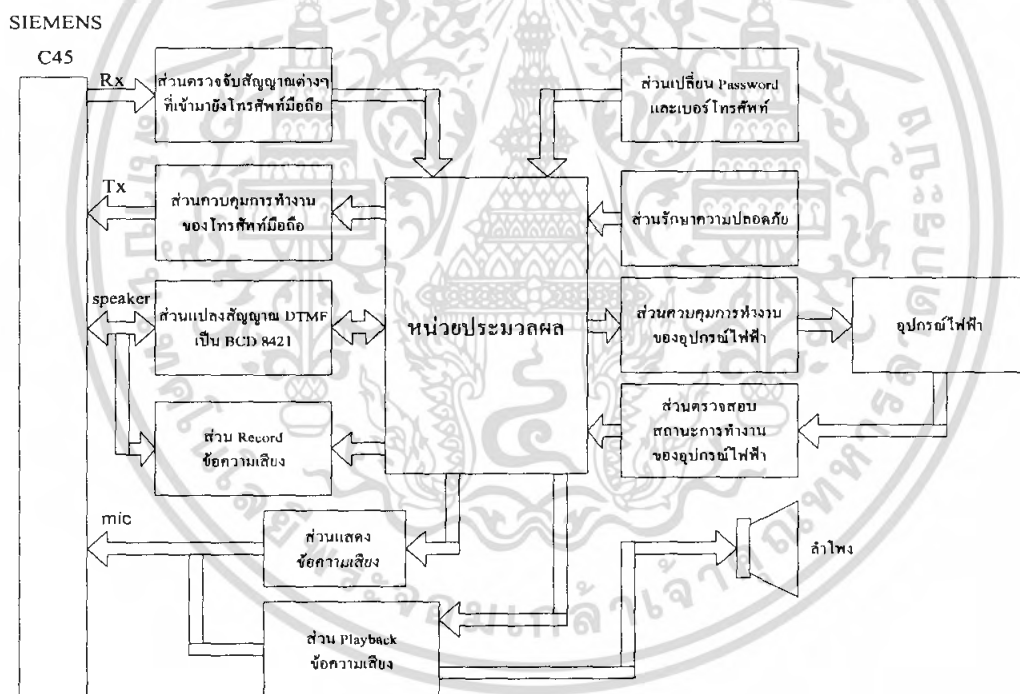 SIEMENS
C45
Rx
ส่วนตรวจจับสัญญาณต่างๆ
ที่เข้ามายังโทรศัพท์มือถือ
ส่วนเปลี่ยน Password
และเบอร์โทรศัพท์
Tx
ส่วนควบคุมการทำงาน
ของโทรศัพท์มือถือ
ส่วนรักษาความปลอดภัย
speaker
ส่วนแปลงสัญญาณ DTMF
เป็น BCD 8421
หน่วยประมวลผล
ส่วนควบคุมการทำงาน
ของอุปกรณ์ไฟฟ้า
อุปกรณ์ไฟฟ้า
ส่วน Record
ข้อความเสียง
ส่วนตรวจสอบ
สถานะการทำงาน
ของอุปกรณ์ไฟฟ้า
mic
ส่วนแสดง
ข้อความเสียง
ลำโพง
ส่วน Playback
ข้อความเสียง